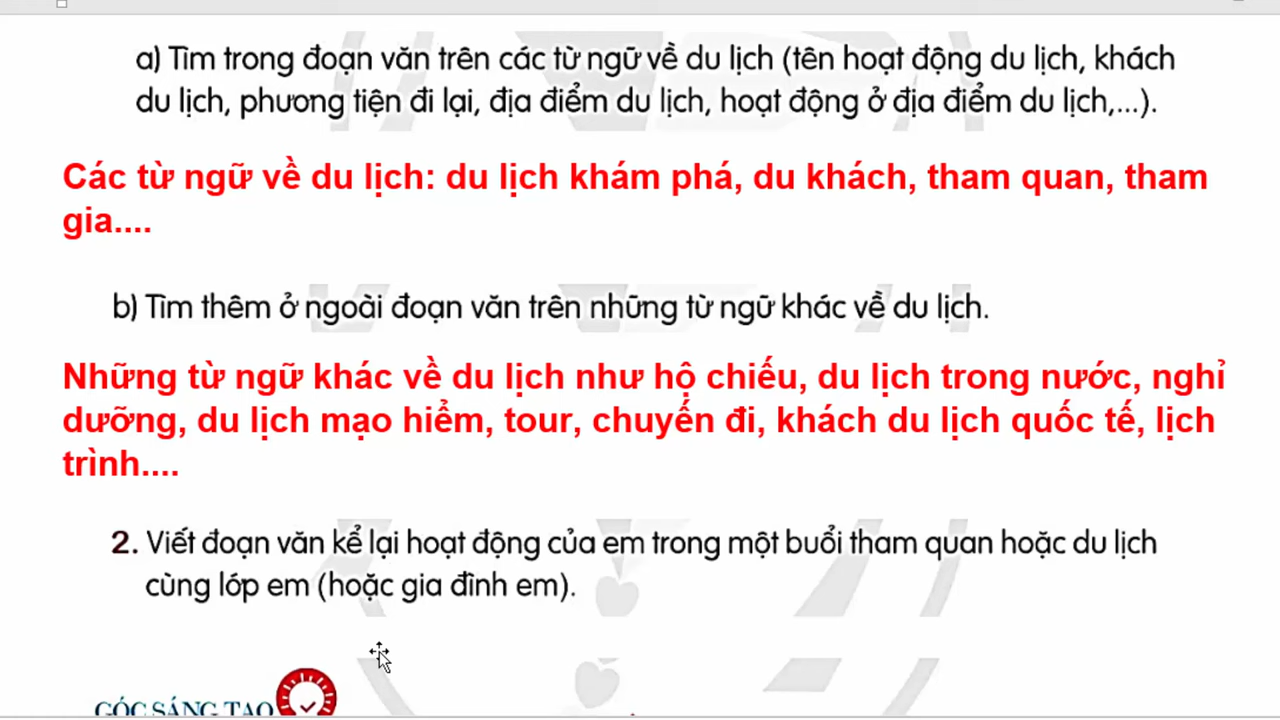 a) Tìm trong đoạn văn trên các từ ngữ về du lịch (tên hoạt động du lịch, khách
du lịch, phương tiện đi lại, địa điểm du lịch, hoạt động ở địa điểm du lịch,...).
Các từ ngữ về du lịch: du lịch khám phá, du khách, tham quan, tham
gia....
b) Tìm thêm ở ngoài đoạn văn trên những từ ngữ khác về du lịch.
Những từ ngữ khác về du lịch như hộ chiếu, du lịch trong nước, nghỉ
dưỡng, du lịch mạo hiểm, tour, chuyến đi, khách du lịch quốc tế, lịch
trình....
2. Viết đoạn văn kể lại hoạt động của em trong một buổi tham quan hoặc du lịch
cùng lớp em (hoặc gia đình em).
GÓC SÁNG TẠO